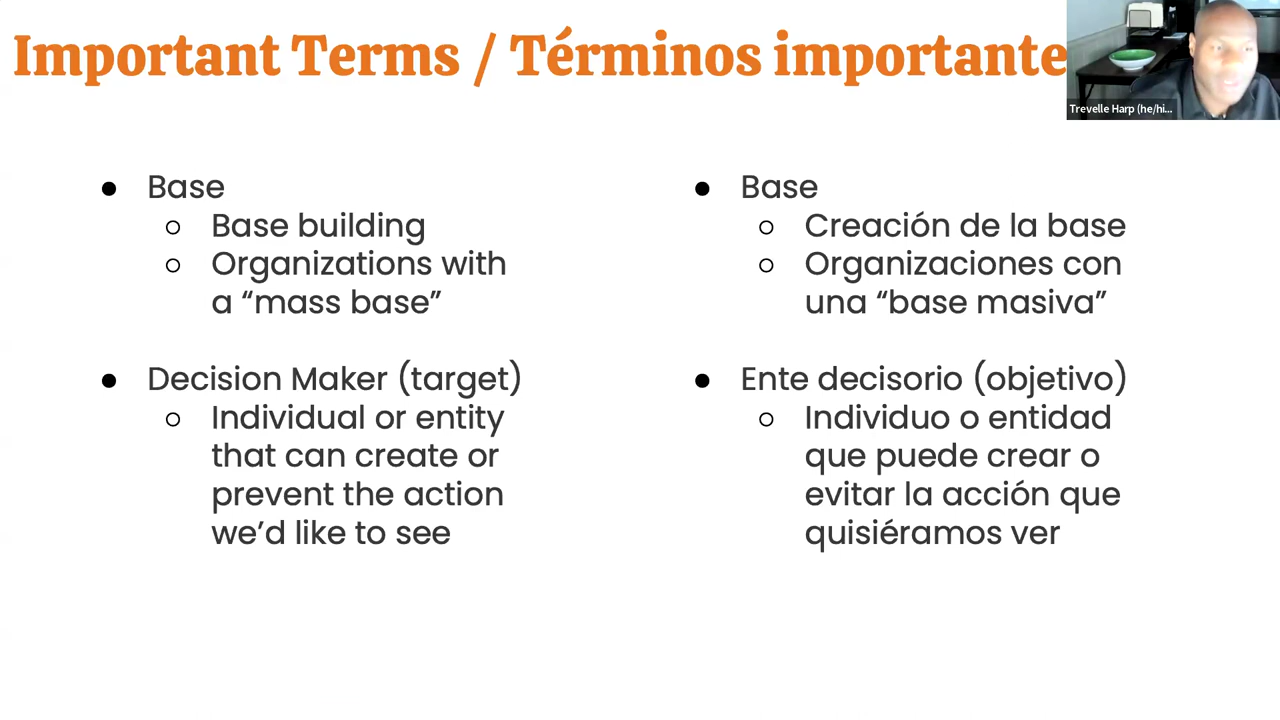 Important Terms / Términos importante
Trevelle Harp (he/hi...
● Base
○ Base building
○ Organizations with
a “mass base”
● Decision Maker (target)
○ Individual or entity
that can create or
prevent the action
we’d like to see
● Base
○ Creación de la base
○ Organizaciones con
una “base masiva”
● Ente decisorio (objetivo)
○ Individuo o entidad
que puede crear o
evitar la acción que
quisiéramos ver